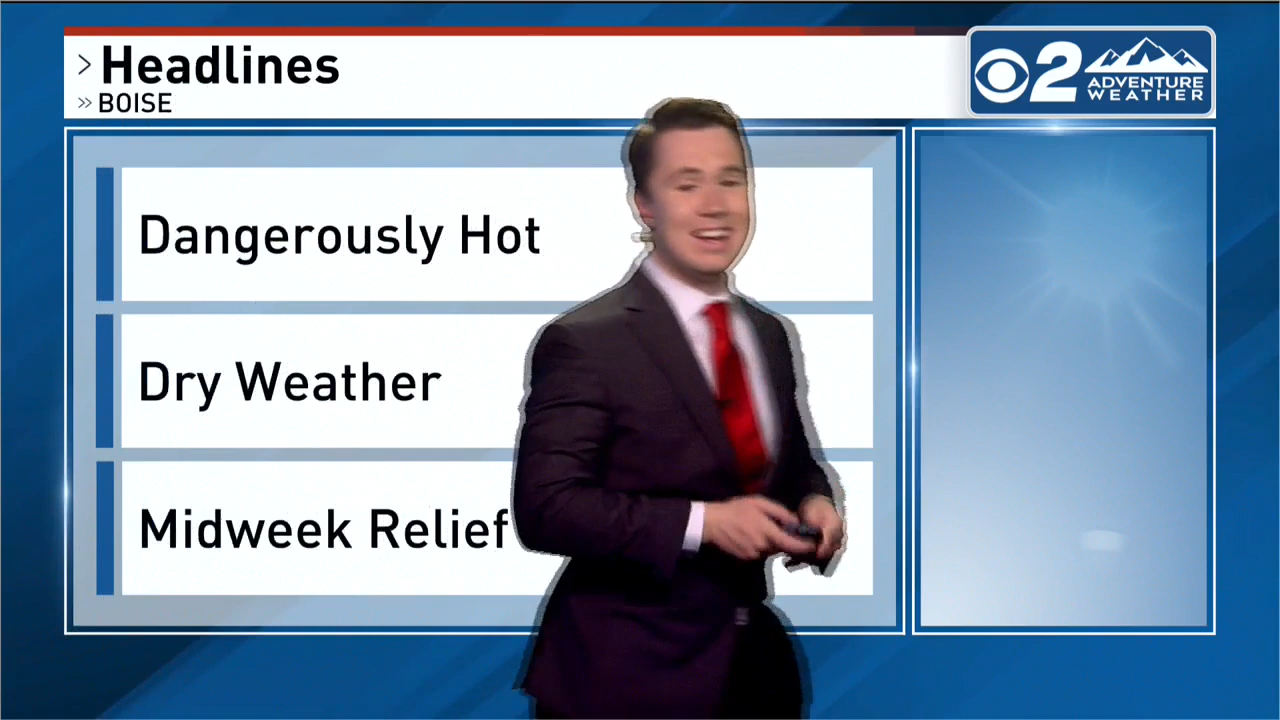 > Headlines
» BOISE
2 ADVENTURE
WEATHER
Dangerously Hot
Dry Weather
Midweek Relief